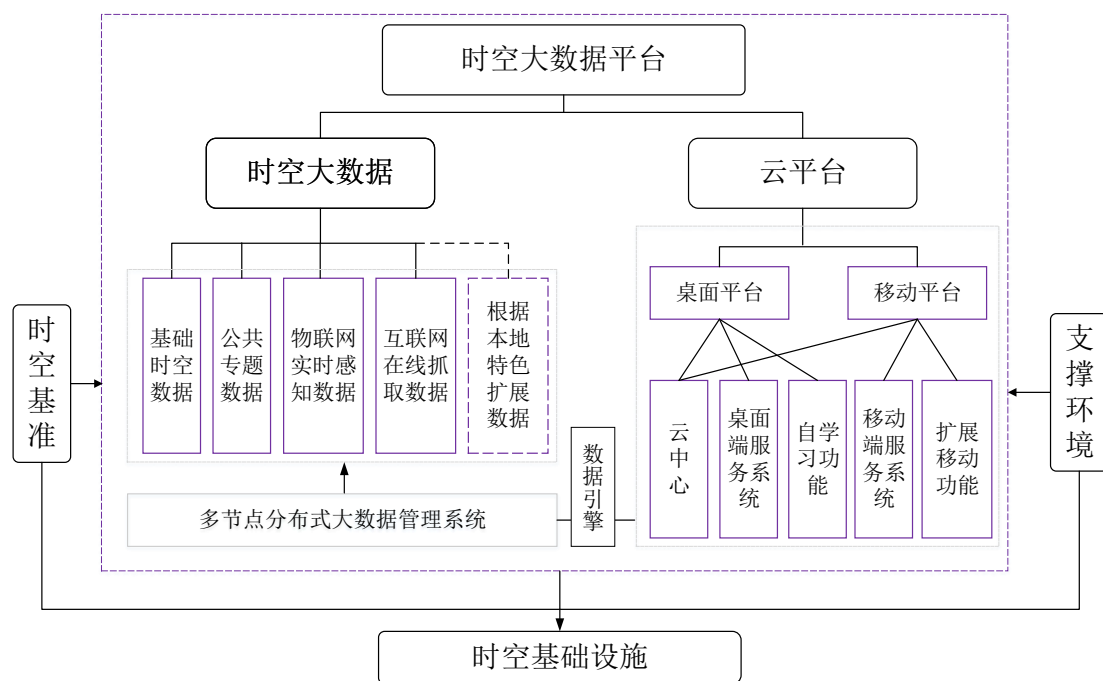 时空大数据平台
时空大数据
云平台
桌面平台
移动平台
时空基准
基础
时空
数据
公共
专题
数据
物联网
实时感
知数据
互联网
在线抓
取数据
根据
本地
特色
扩展
数据
云中心
桌面
端服
务系统
自学
习功
能
移动
端服
务系统
扩展
移动
功能
支撑环境
数据引擎
多节点分布式大数据管理系统
时空基础设施